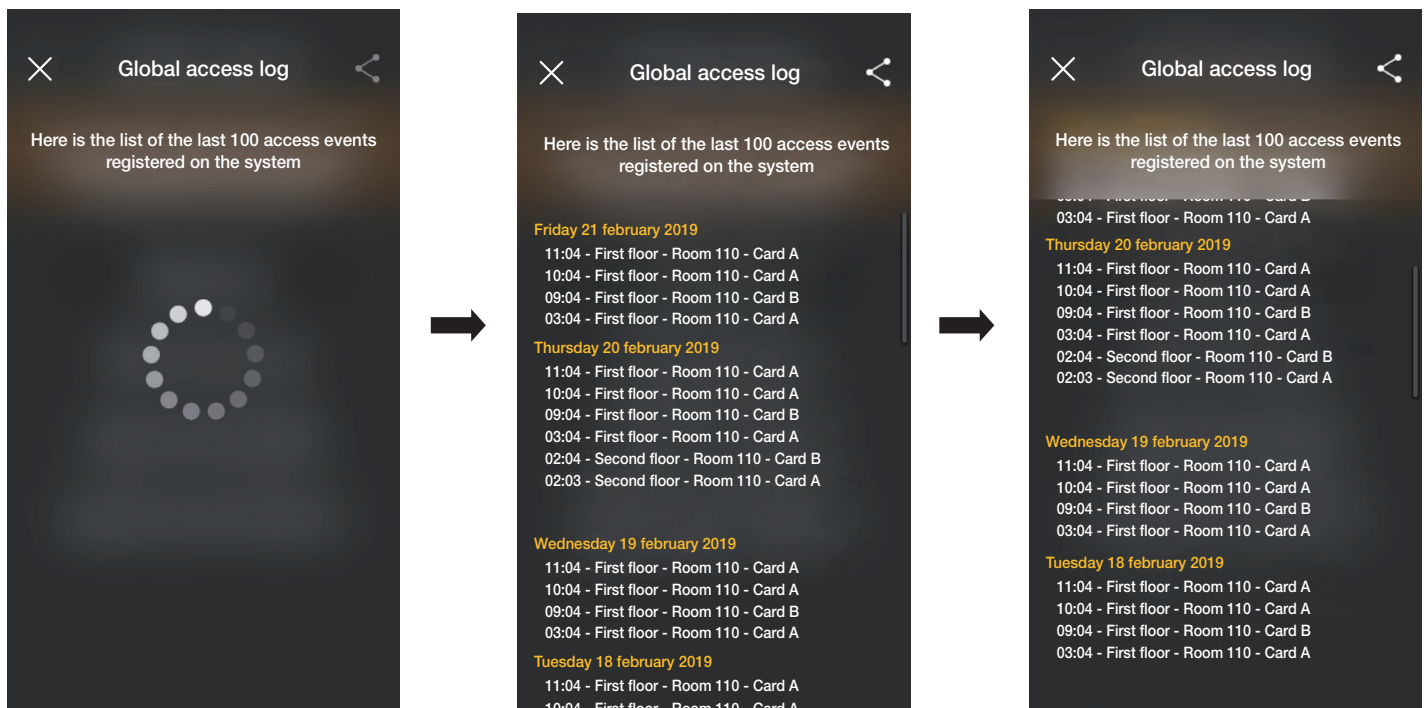 Global access log
Here is the list of the last 100 access events
registered on the system
Global access log
Here is the list of the last 100 access events
registered on the system
Friday 21 february 2019
11:04 - First floor - Room 110 - Card A
10:04 - First floor - Room 110 - Card A
09:04 - First floor - Room 110 - Card B
03:04 - First floor - Room 110 - Card A
Thursday 20 february 2019
11:04 - First floor - Room 110 - Card A
10:04 - First floor - Room 110 - Card A
09:04 - First floor - Room 110 - Card B
03:04 - First floor - Room 110 - Card A
02:04 - Second floor - Room 110 - Card B
02:03 - Second floor - Room 110 - Card A
Wednesday 19 february 2019
11:04 - First floor - Room 110 - Card A
10:04 - First floor - Room 110 - Card A
09:04 - First floor - Room 110 - Card B
03:04 - First floor - Room 110 - Card A
Tuesday 18 february 2019
11:04 - First floor - Room 110 - Card A
10:04 - First floor - Room 110 - Card A
Global access log
Here is the list of the last 100 access events
registered on the system
03:04 - First floor - Room 110 - Card A
Thursday 20 february 2019
11:04 - First floor - Room 110 - Card A
10:04 - First floor - Room 110 - Card A
09:04 - First floor - Room 110 - Card B
03:04 - First floor - Room 110 - Card A
02:04 - Second floor - Room 110 - Card B
02:03 - Second floor - Room 110 - Card A
Wednesday 19 february 2019
11:04 - First floor - Room 110 - Card A
10:04 - First floor - Room 110 - Card A
09:04 - First floor - Room 110 - Card B
03:04 - First floor - Room 110 - Card A
Tuesday 18 february 2019
11:04 - First floor - Room 110 - Card A
10:04 - First floor - Room 110 - Card A
09:04 - First floor - Room 110 - Card B
03:04 - First floor - Room 110 - Card A